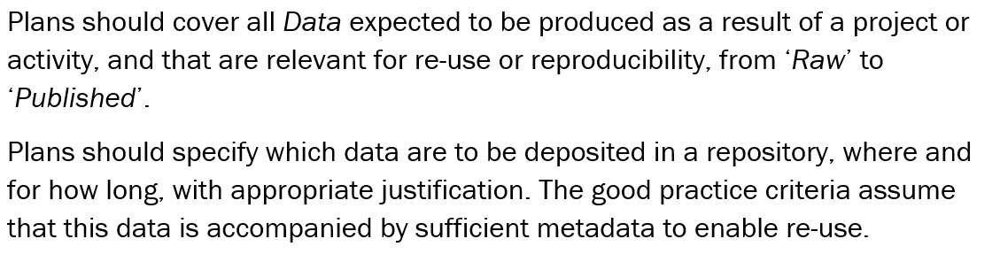 Plans should cover all Data expected to be produced as a result of a project or
activity, and that are relevant for re-use or reproducibility, from ‘Raw’ to
‘Published’.
Plans should specify which data are to be deposited in a repository, where and
for how long, with appropriate justification. The good practice criteria assume
that this data is accompanied by sufficient metadata to enable re-use.